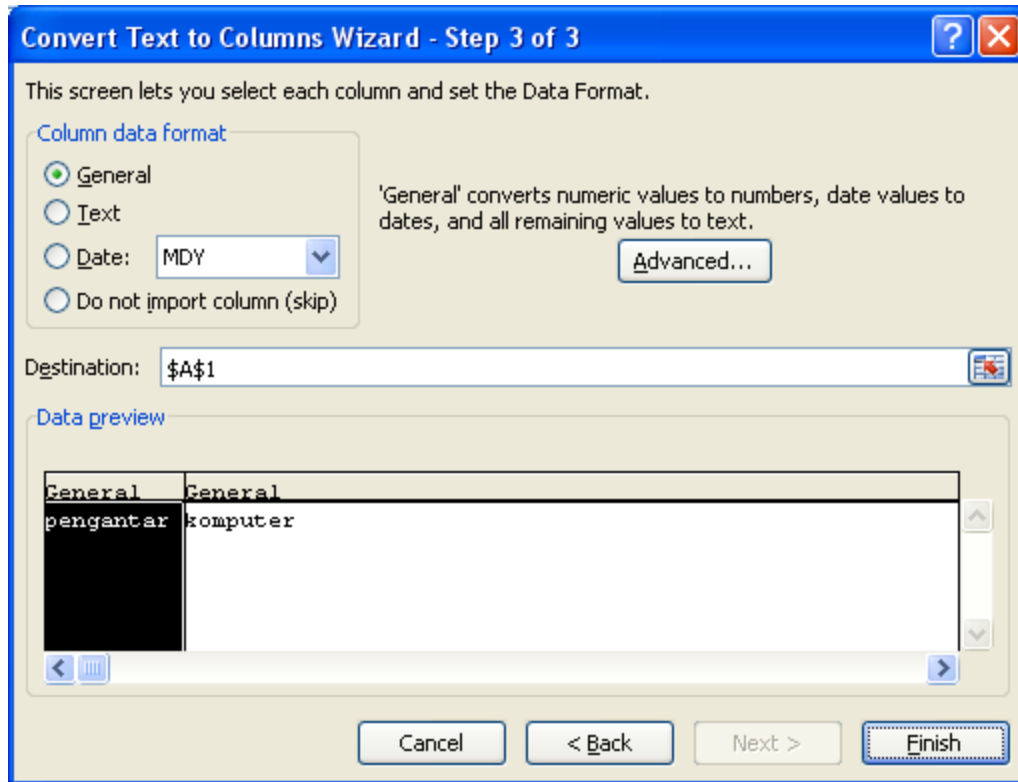 Convert Text to Columns Wizard - Step 3 of 3
This screen lets you select each column and set the Data Format.
Column data format
General
Text
Date: MDY
Do not import column (skip)
'General' converts numeric values to numbers, date values to
dates, and all remaining values to text.
Advanced...
Destination: $A$1
Data preview
General General
pengantar komputer
Cancel < Back Next > Finish